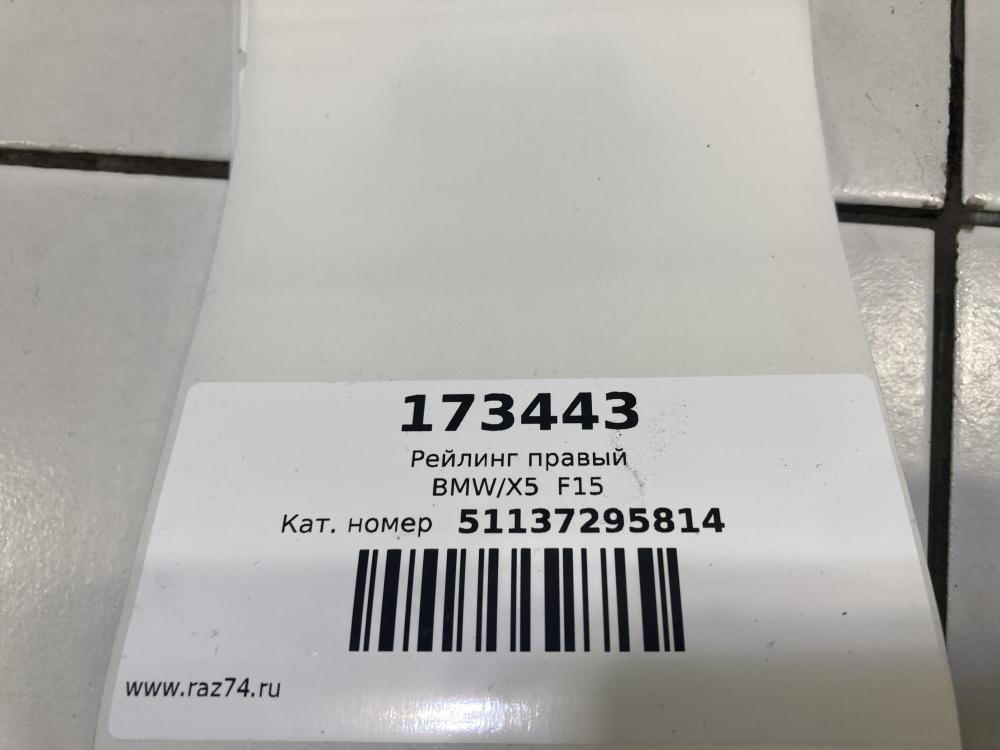 173443
Рейлинг правый
BMW/X5 F15
Кат. номер 51137295814
www.raz74.ru